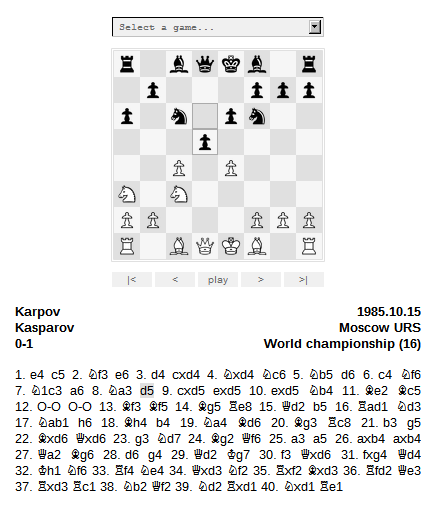 Select a game...
|< < play > >|
Karpov 1985.10.15
Kasparov Moscow URS
0-1 World championship (16)
1. e4 c5 2. ♘f3 e6 3. d4 cxd4 4. ♘xd4 ♘c6 5. ♘b5 d6 6. c4 ♘f6
7. ♘1c3 a6 8. ♘a3 d5 9. cxd5 exd5 10. exd5 ♘b4 11. ♗e2 ♗c5
12. O-O O-O 13. ♗f3 ♗f5 14. ♗g5 ♖e8 15. ♕d2 b5 16. ♖ad1 ♘d3
17. ♘ab1 h6 18. ♗h4 b4 19. ♘a4 ♗d6 20. ♗g3 ♖c8 21. b3 g5
22. ♗xd6 ♕xd6 23. g3 ♘d7 24. ♗g2 ♕f6 25. a3 a5 26. axb4 axb4
27. ♕a2 ♗g6 28. d6 g4 29. ♕d2 ♔g7 30. f3 ♕xd6 31. fxg4 ♕d4
32. ♔h1 ♘f6 33. ♖f4 ♘e4 34. ♕xd3 ♘f2 35. ♖xf2 ♗xd3 36. ♖fd2 ♕e3
37. ♖xd3 ♖c1 38. ♘b2 ♕f2 39. ♘d2 ♖xd1 40. ♘xd1 ♖e1